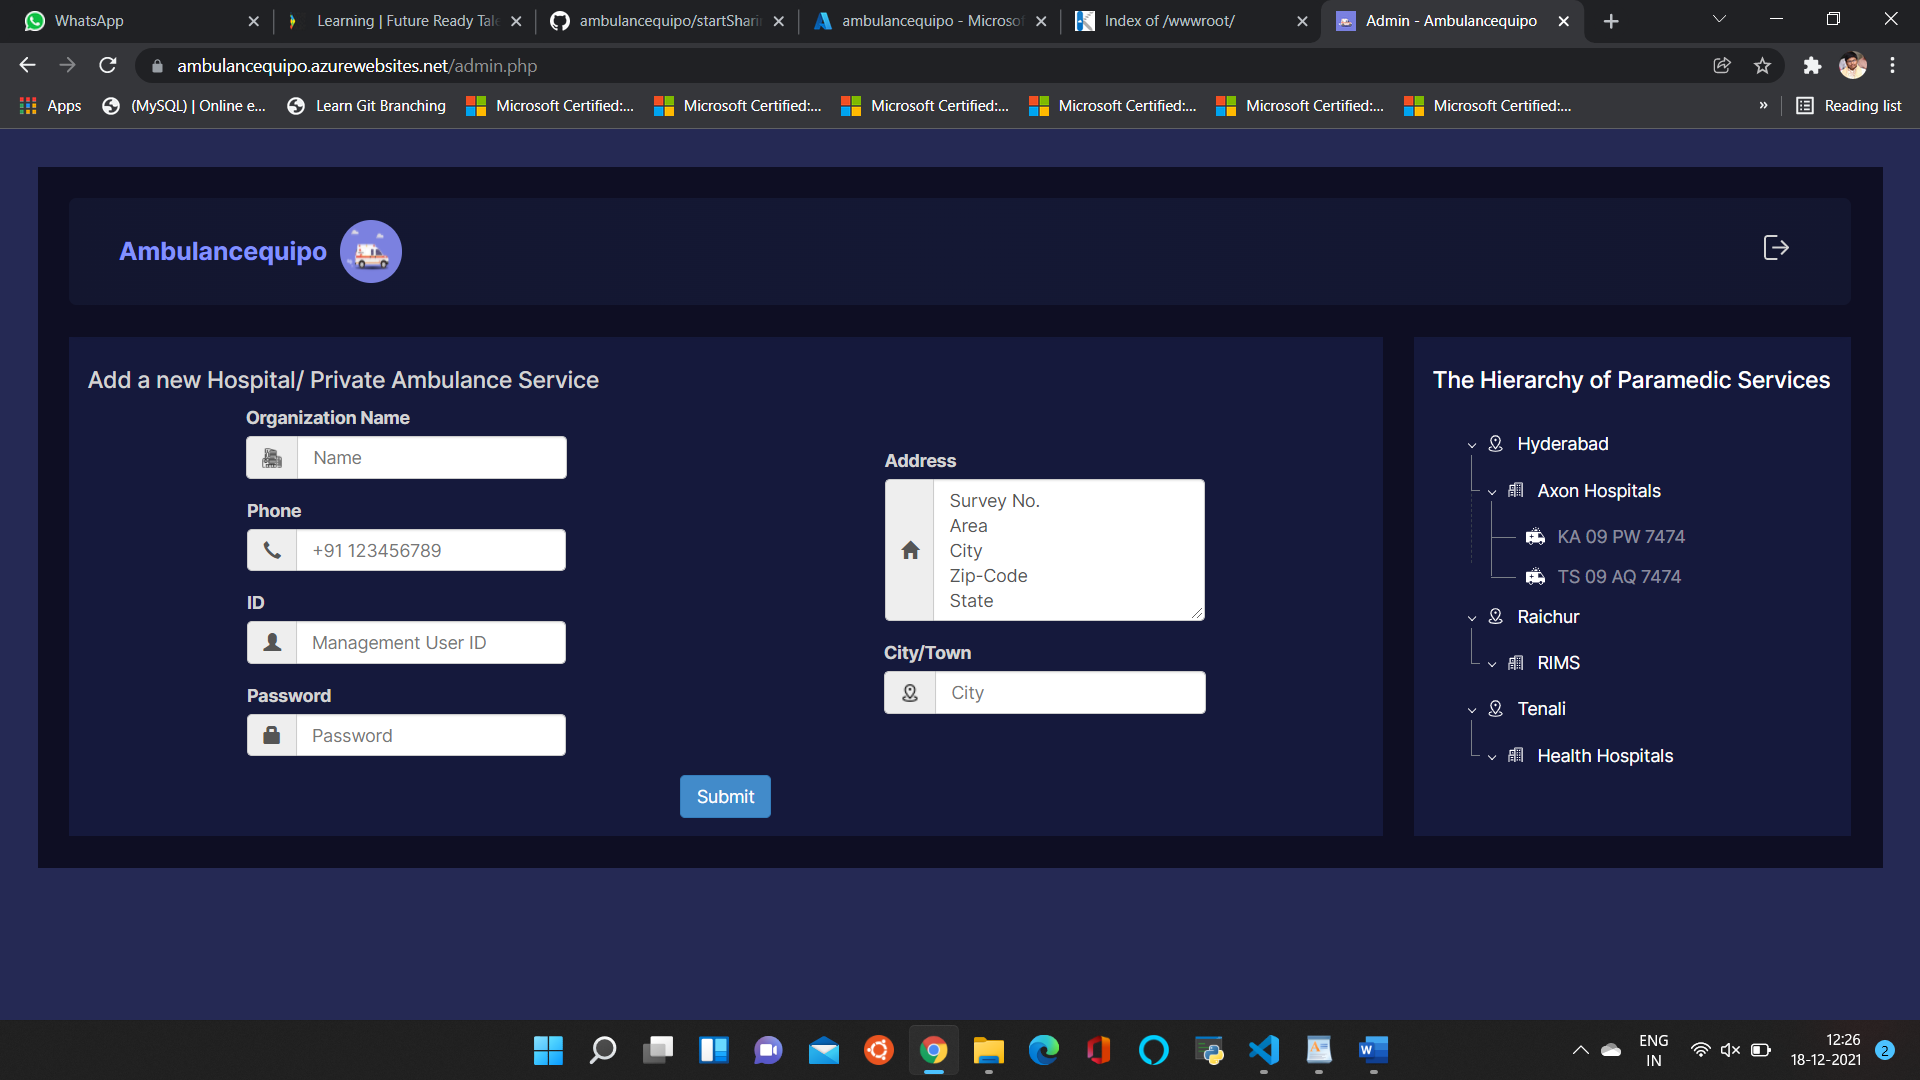 WhatsApp
Learning | Future Ready Tale
ambulancequipo/startSharin
ambulancequipo - Microsof
Index of /wwwroot/
Admin - Ambulancequipo
ambulancequipo.azurewebsites.net/admin.php
Apps
(MySQL) | Online e...
Learn Git Branching
Microsoft Certified:...
Microsoft Certified:...
Microsoft Certified:...
Microsoft Certified:...
Microsoft Certified:...
Microsoft Certified:...
»
Reading list
Ambulancequipo
Add a new Hospital/ Private Ambulance Service
Organization Name
Name
Phone
+91 123456789
ID
Management User ID
Password
Password
Address
Survey No.
Area
City
Zip-Code
State
City/Town
City
Submit
The Hierarchy of Paramedic Services
Hyderabad
Axon Hospitals
KA 09 PW 7474
TS 09 AQ 7474
Raichur
RIMS
Tenali
Health Hospitals
ENG
IN
12:26
18-12-2021
2